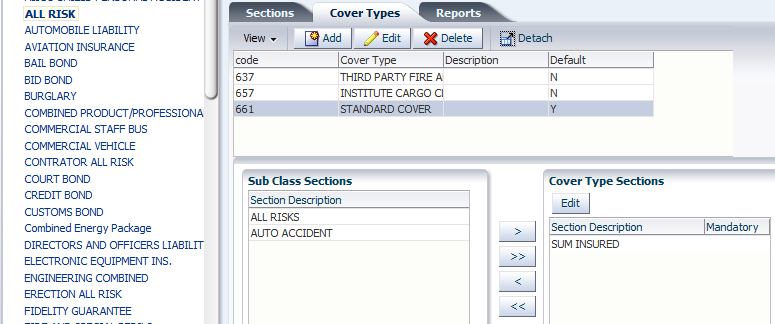 ALL RISK
AUTOMOBILE LIABILITY
AVIATION INSURANCE
BAIL BOND
BID BOND
BURGLARY
COMBINED PRODUCT/PROFESSIONA
COMMERCIAL STAFF BUS
COMMERCIAL VEHICLE
CONTRATOR ALL RISK
COURT BOND
CREDIT BOND
CUSTOMS BOND
Combined Energy Package
DIRECTORS AND OFFICERS LIABILIT
ELECTRONIC EQUIPMENT INS.
ENGINEERING COMBINED
ERECTION ALL RISK
FIDELITY GUARANTEE
Sections Cover Types Reports
View Add Edit Delete Detach
code Cover Type Description Default
637 THIRD PARTY FIRE A N
657 INSTITUTE CARGO C N
661 STANDARD COVER Y
Sub Class Sections
Section Description
ALL RISKS
AUTO ACCIDENT
>
>>
<
<<
Cover Type Sections
Edit
Section Description Mandatory
SUM INSURED